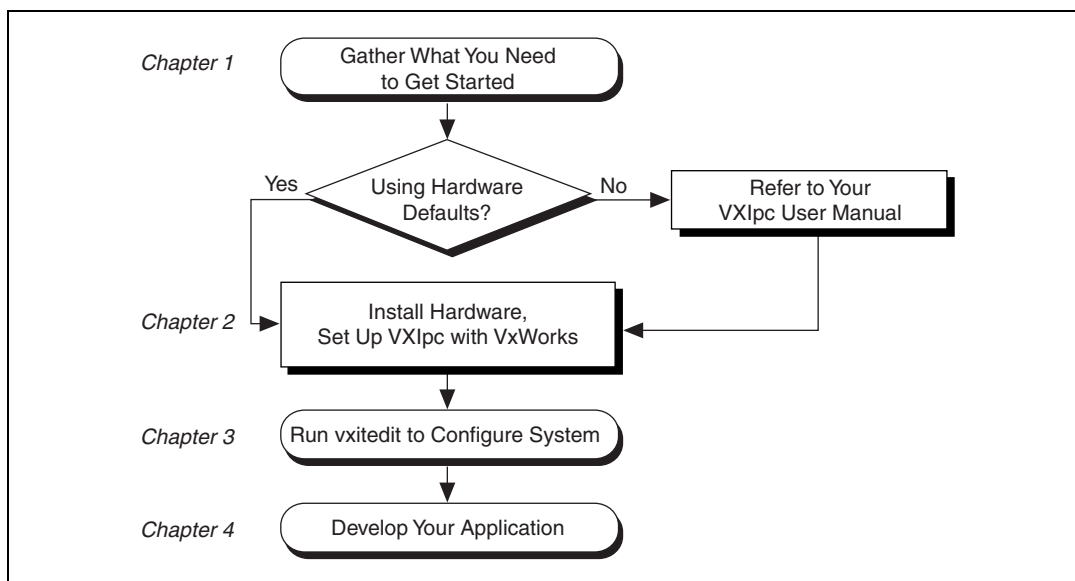 Chapter 1
Gather What You Need
to Get Started
Yes
Using Hardware
Defaults?
No
Refer to Your
VXIpc User Manual
Chapter 2
Install Hardware,
Set Up VXIpc with VxWorks
Chapter 3
Run vxitedit to Configure System
Chapter 4
Develop Your Application